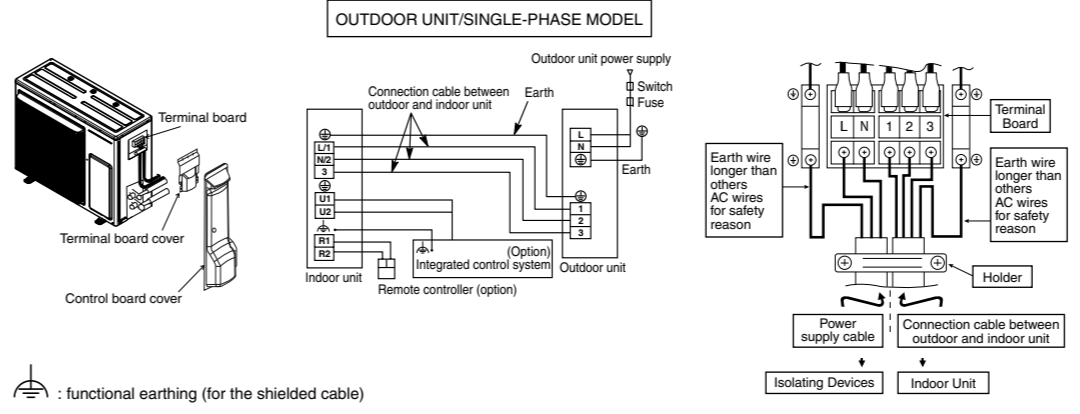 OUTDOOR UNIT/SINGLE-PHASE MODEL
Terminal board
Terminal board cover
Control board cover
Outdoor unit power supply
Switch
Fuse
Connection cable between
outdoor and indoor unit
Earth
L/1
N/2
3
U1
U2
R1
R2
L
N
Earth
1
2
3
(Option)
Integrated control system
Indoor unit
Outdoor unit
Remote controller (option)
L N 1 2 3
Terminal
Board
Earth wire
longer than
others
AC wires
for safety
reason
Earth wire
longer than
others
AC wires
for safety
reason
Holder
Power
supply cable
Connection cable between
outdoor and indoor unit
Isolating Devices
Indoor Unit
: functional earthing (for the shielded cable)